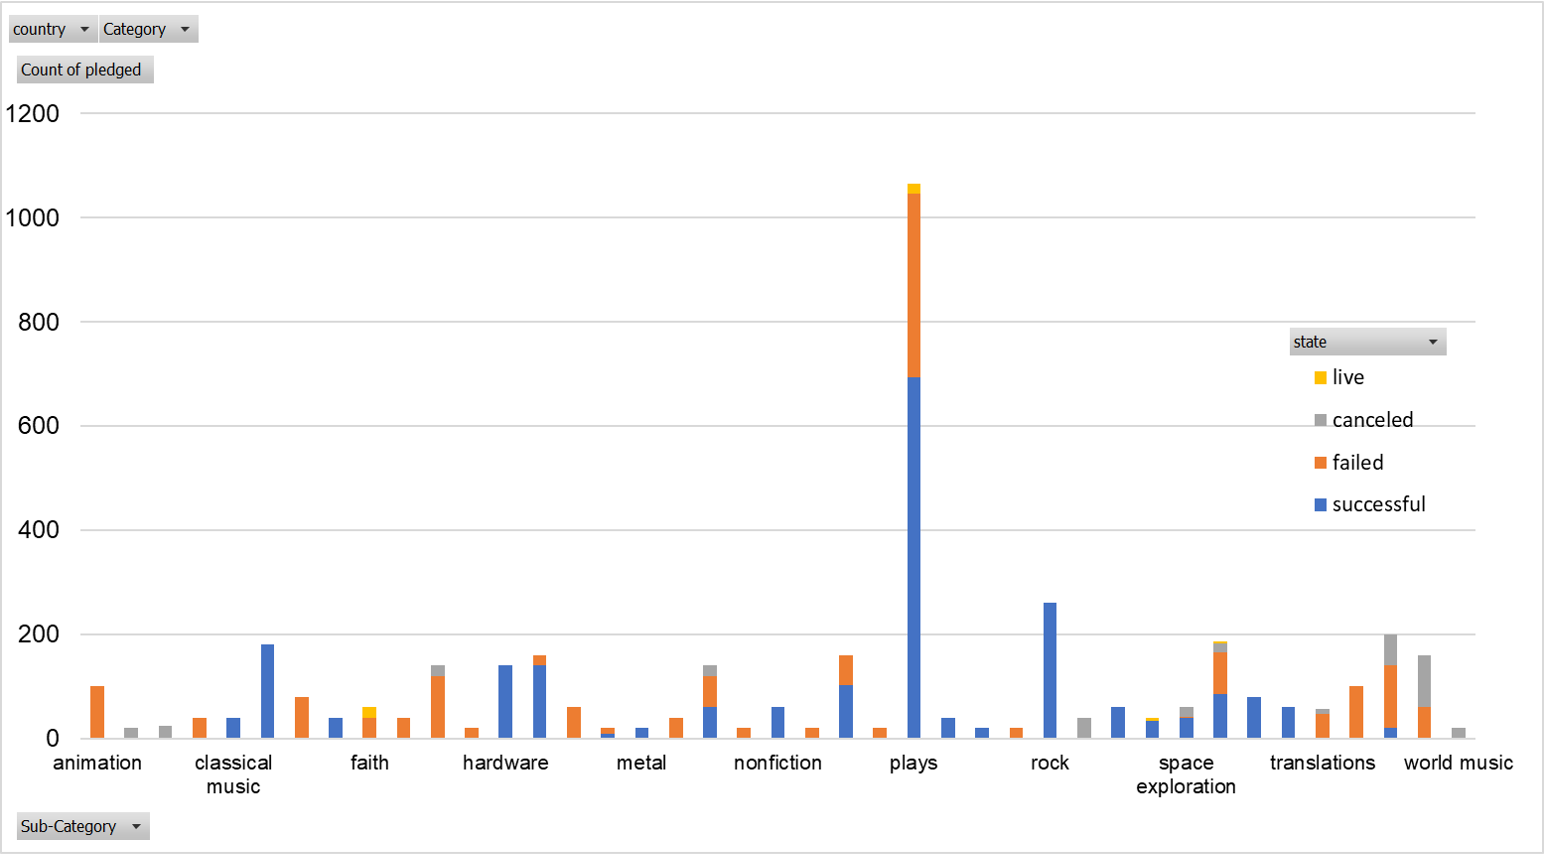 country Category
Count of pledged
1200
1000
800
600
400
200
0
state
live
canceled
failed
successful
animation classical music faith hardware metal nonfiction plays rock space exploration translations world music
Sub-Category